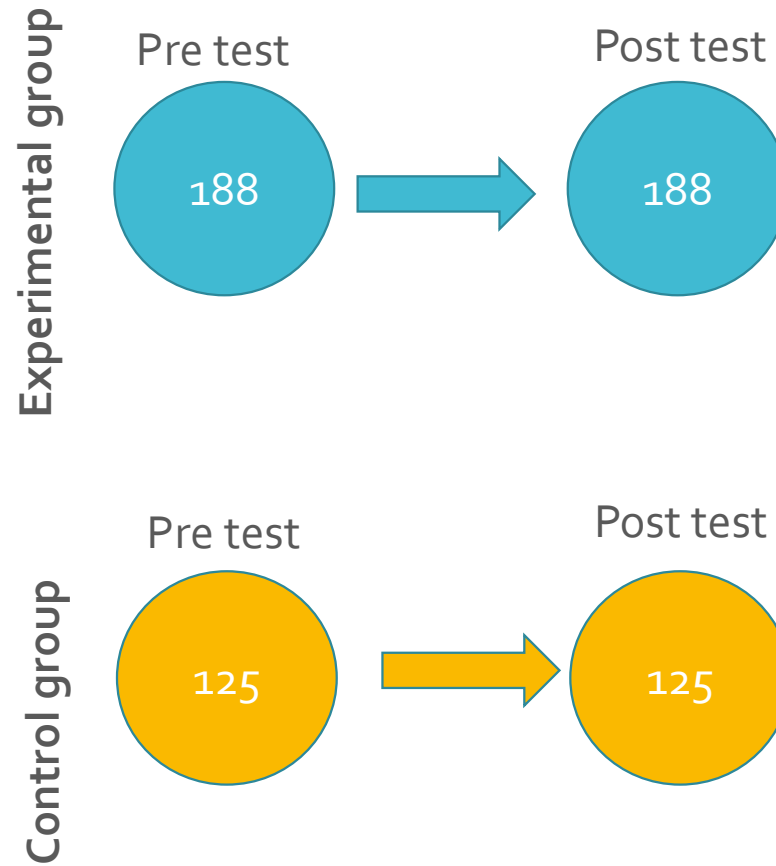 Experimental group
Pre test
Post test
188
188
Control group
Pre test
Post test
125
125